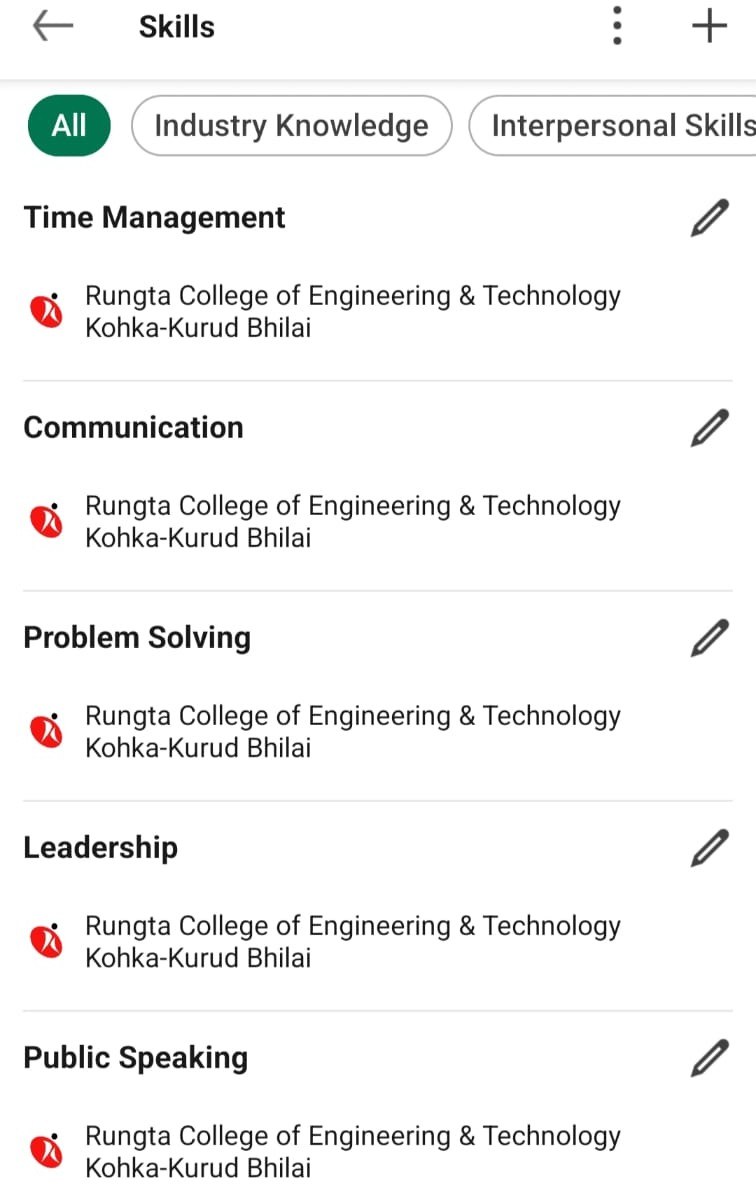 Skills
All
Industry Knowledge
Interpersonal Skills
Time Management
Rungta College of Engineering & Technology
Kohka-Kurud Bhilai
Communication
Rungta College of Engineering & Technology
Kohka-Kurud Bhilai
Problem Solving
Rungta College of Engineering & Technology
Kohka-Kurud Bhilai
Leadership
Rungta College of Engineering & Technology
Kohka-Kurud Bhilai
Public Speaking
Rungta College of Engineering & Technology
Kohka-Kurud Bhilai